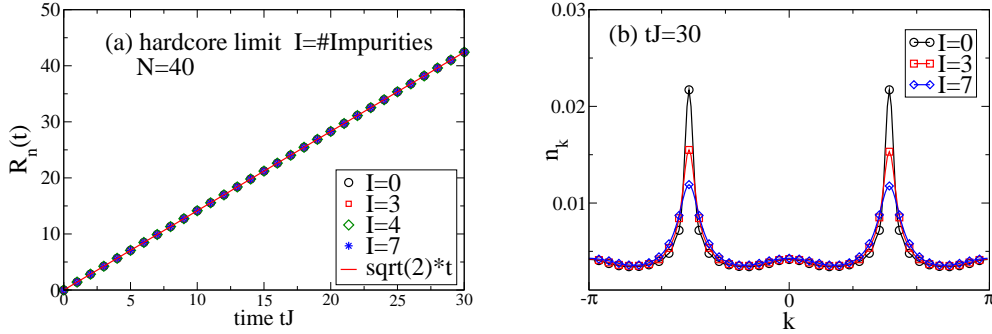 (a) hardcore limit I=#Impurities
N=40
R_n(t)
50
40
30
20
10
0
0 5 10 15 20 25 30
time tJ
I=0
I=3
I=4
I=7
sqrt(2)*t
(b) tJ=30
I=0
I=3
I=7
n_k
0.03
0.02
0.01
-π 0 π
k